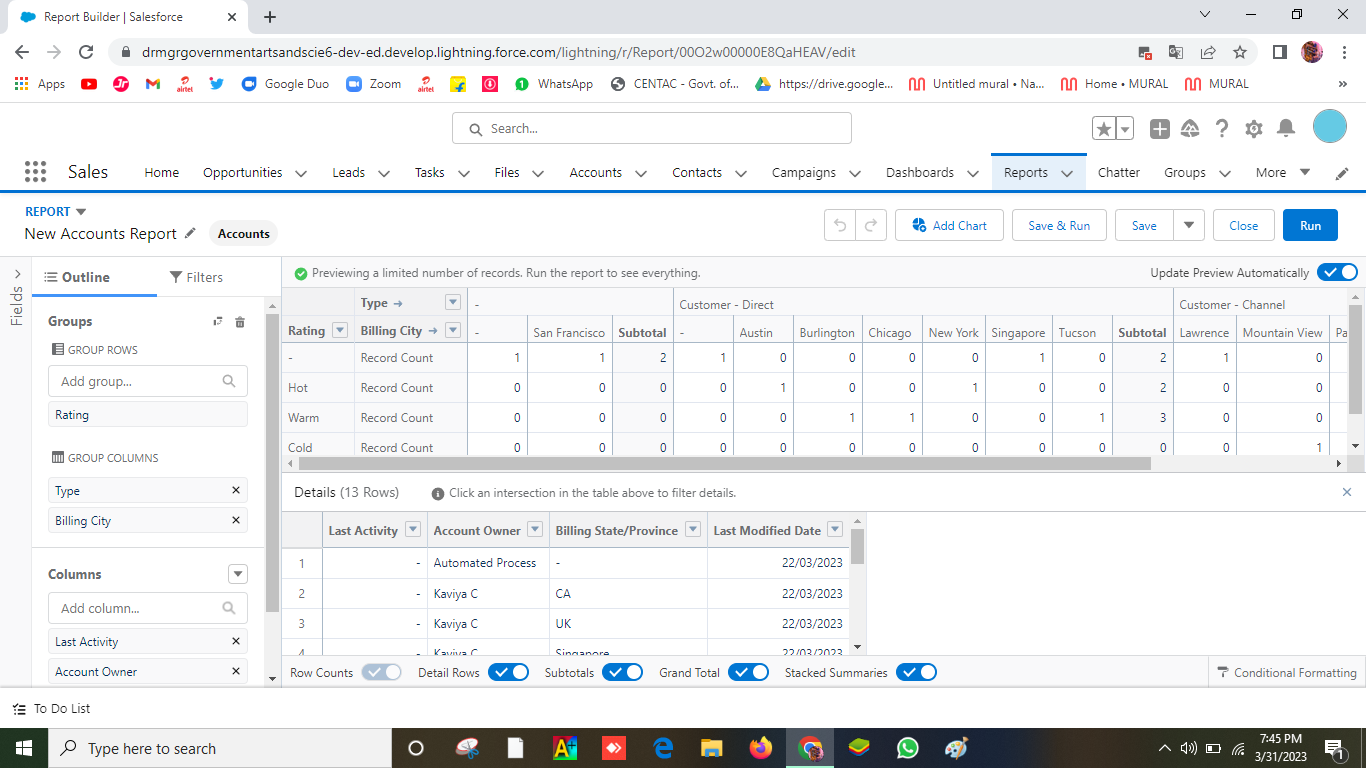 Report Builder | Salesforce
drmgrgovernmentartsandscie6-dev-ed.develop.lightning.force.com/lightning/r/Report/00O2w00000E8QaHEAV/edit
Apps airtel Google Duo Zoom airtel 1 WhatsApp CENTAC - Govt. of... https://drive.google... Untitled mural • Na... Home • MURAL MURAL »
Search...
Sales Home Opportunities Leads Tasks Files Accounts Contacts Campaigns Dashboards Reports Chatter Groups More
REPORT
New Accounts Report Accounts Add Chart Save & Run Save Close Run
Fields
Outline Filters
Groups
GROUP ROWS
Add group...
Rating
GROUP COLUMNS
Type
Billing City
Columns
Add column...
Last Activity
Account Owner
Previewing a limited number of records. Run the report to see everything. Update Preview Automatically
Type → - Customer - Direct Customer - Channel
Rating Billing City → - San Francisco Subtotal - Austin Burlington Chicago New York Singapore Tucson Subtotal Lawrence Mountain View Pa
- Record Count 1 1 2 1 0 0 0 0 1 0 2 1 0
Hot Record Count 0 0 0 0 1 0 0 1 0 0 2 0 0
Warm Record Count 0 0 0 0 0 1 1 0 0 1 3 0 0
Cold Record Count 0 0 0 0 0 0 0 0 0 0 0 0 1
Details (13 Rows) Click an intersection in the table above to filter details.
Last Activity Account Owner Billing State/Province Last Modified Date
1 - Automated Process - 22/03/2023
2 - Kaviya C CA 22/03/2023
3 - Kaviya C UK 22/03/2023
4 - Kaviya C Singapore 22/03/2023
Row Counts Detail Rows Subtotals Grand Total Stacked Summaries Conditional Formatting
To Do List
Type here to search
7:45 PM
3/31/2023
1